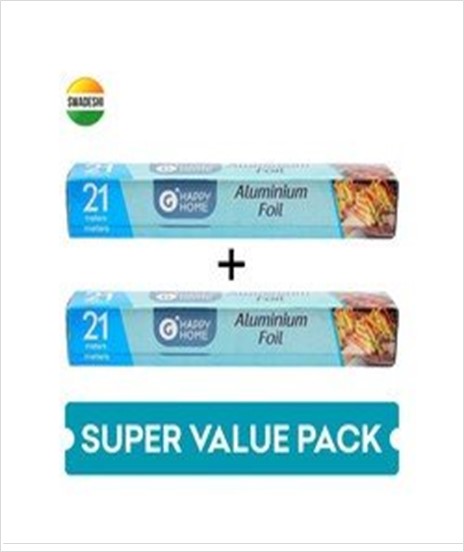 SWADESHI
21
meters
HAPPY
HOME
Aluminium
Foil
+
21
meters
HAPPY
HOME
Aluminium
Foil
SUPER VALUE PACK